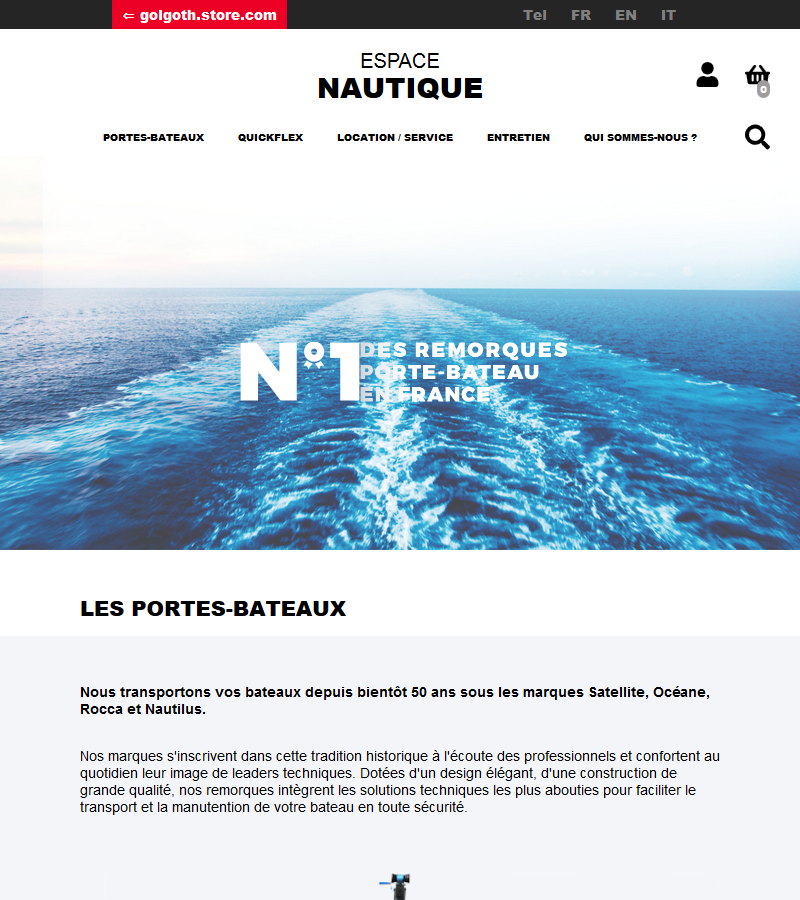 ⇐ golgoth.store.com
Tel FR EN IT
ESPACE
NAUTIQUE
0
PORTES-BATEAUX QUICKFLEX LOCATION / SERVICE ENTRETIEN QUI SOMMES-NOUS ?
Nº1 DES REMORQUES
PORTE-BATEAU
EN FRANCE
LES PORTES-BATEAUX
Nous transportons vos bateaux depuis bientôt 50 ans sous les marques Satellite, Océane,
Rocca et Nautilus.
Nos marques s'inscrivent dans cette tradition historique à l'écoute des professionnels et confortent au
quotidien leur image de leaders techniques. Dotées d'un design élégant, d'une construction de
grande qualité, nos remorques intègrent les solutions techniques les plus abouties pour faciliter le
transport et la manutention de votre bateau en toute sécurité.